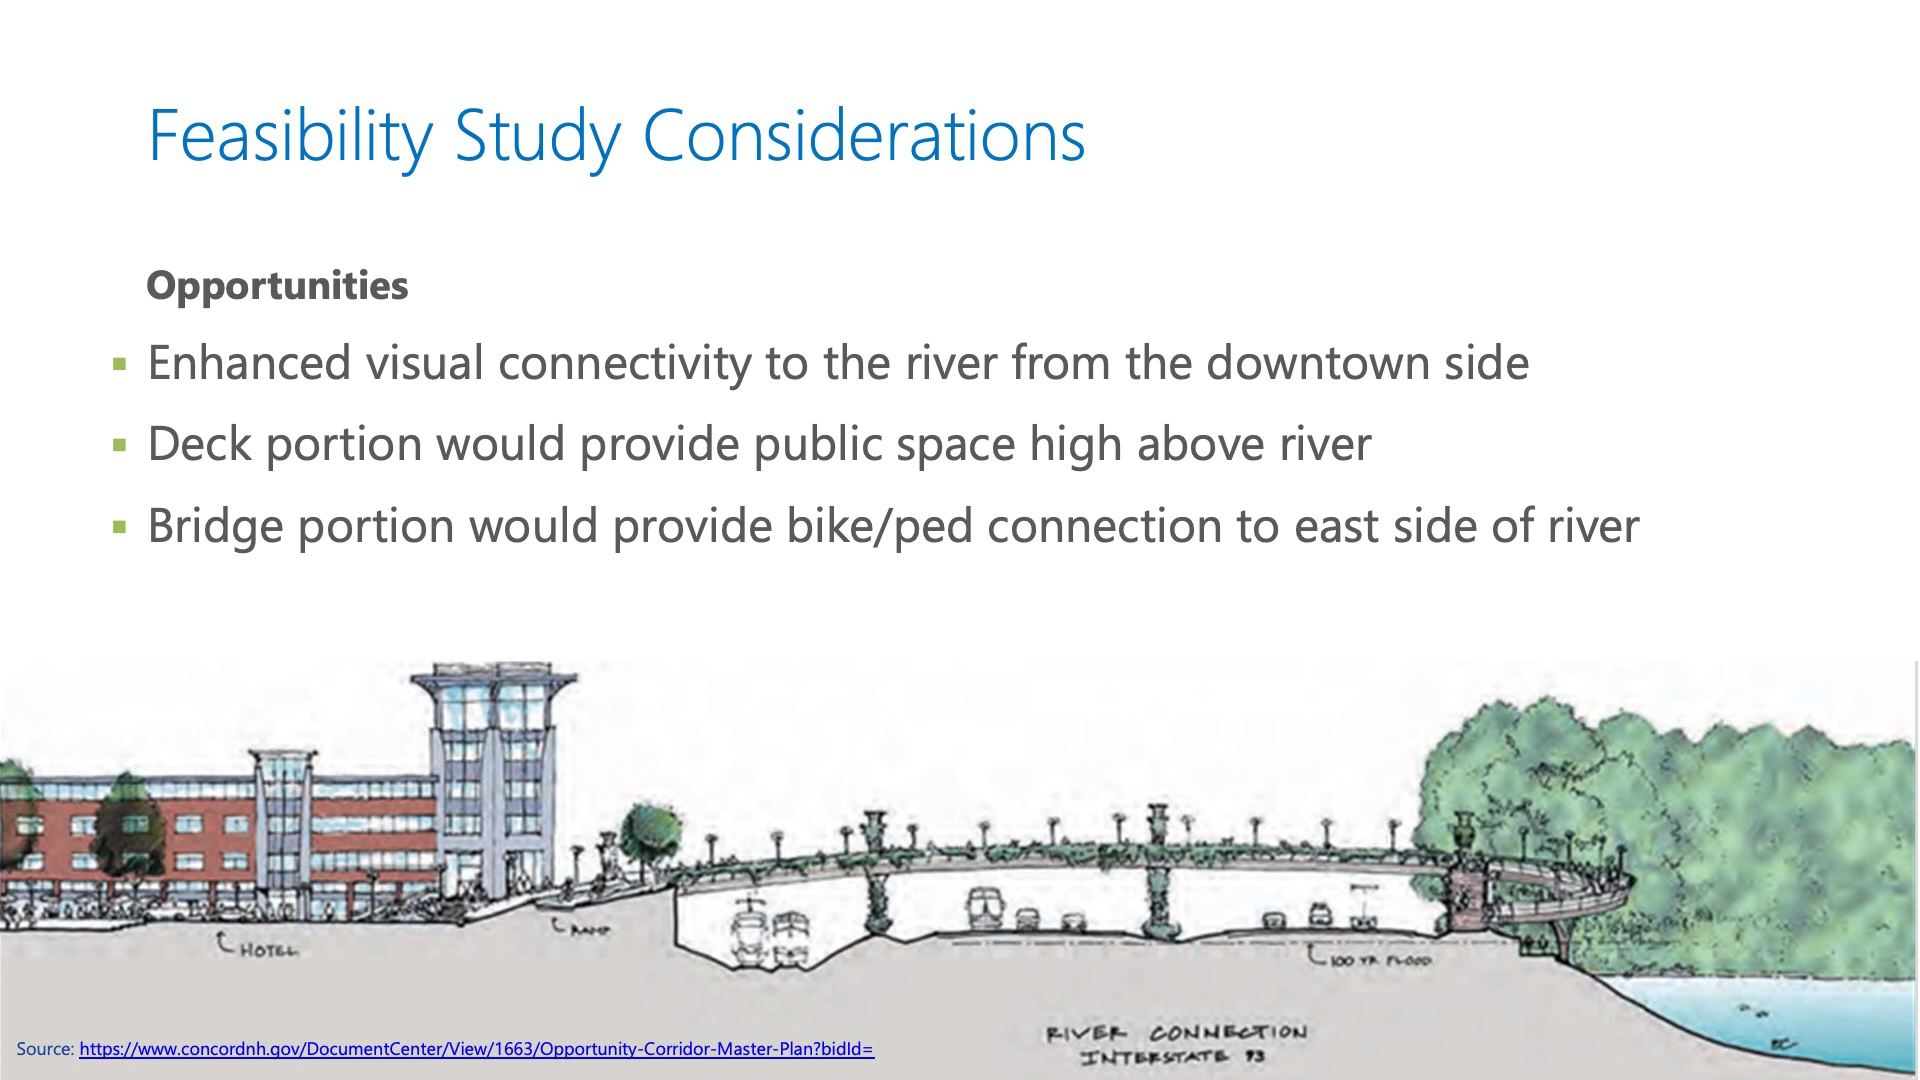 Feasibility Study Considerations
Opportunities
▪ Enhanced visual connectivity to the river from the downtown side
▪ Deck portion would provide public space high above river
▪ Bridge portion would provide bike/ped connection to east side of river
HOTEL
RAMP
100 YR FLOOD
RIVER CONNECTION
INTERSTATE 93
Source: https://www.concordnh.gov/DocumentCenter/View/1663/Opportunity-Corridor-Master-Plan?bidId=